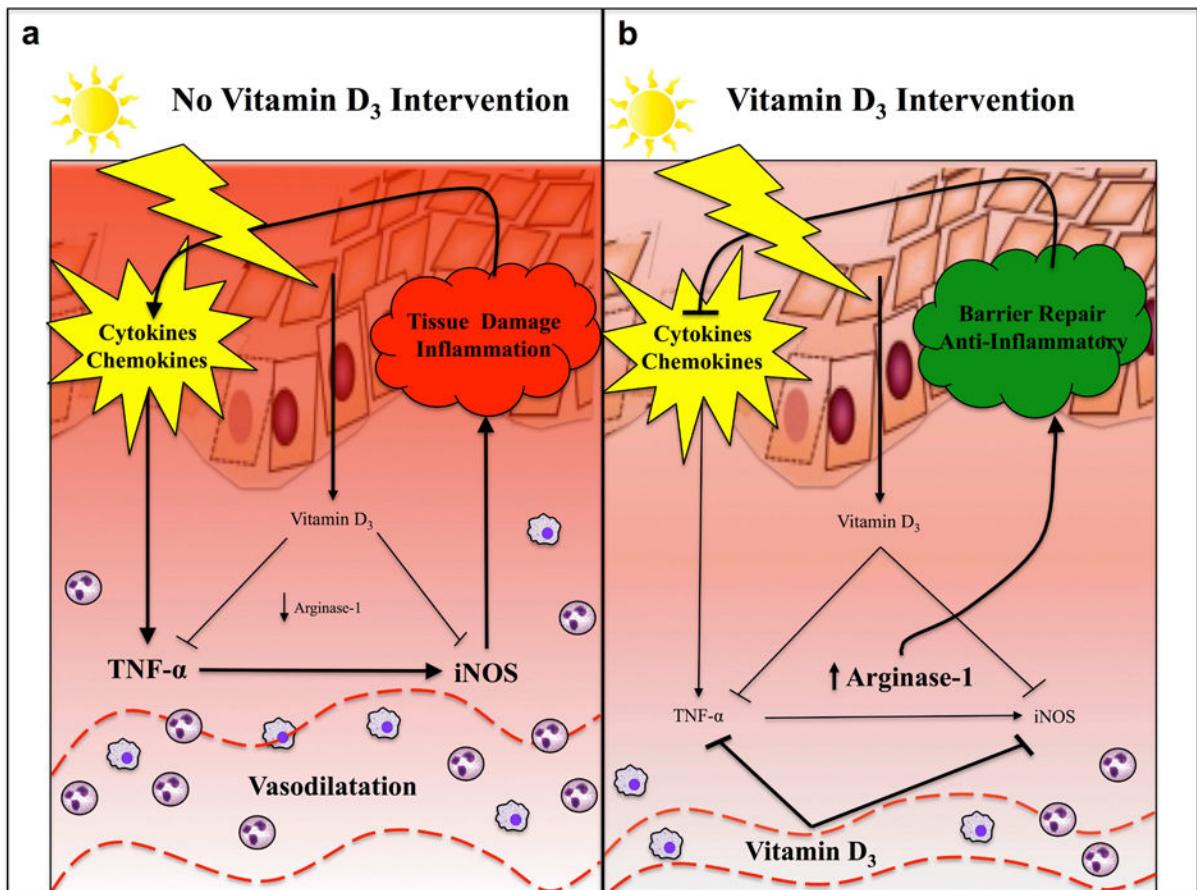 a
No Vitamin D₃ Intervention
Cytokines
Chemokines
Tissue Damage
Inflammation
Vitamin D₃
Arginase-1
TNF-α
iNOS
Vasodilatation
b
Vitamin D₃ Intervention
Cytokines
Chemokines
Barrier Repair
Anti-Inflammatory
Vitamin D₃
Arginase-1
TNF-α
iNOS
Vitamin D₃